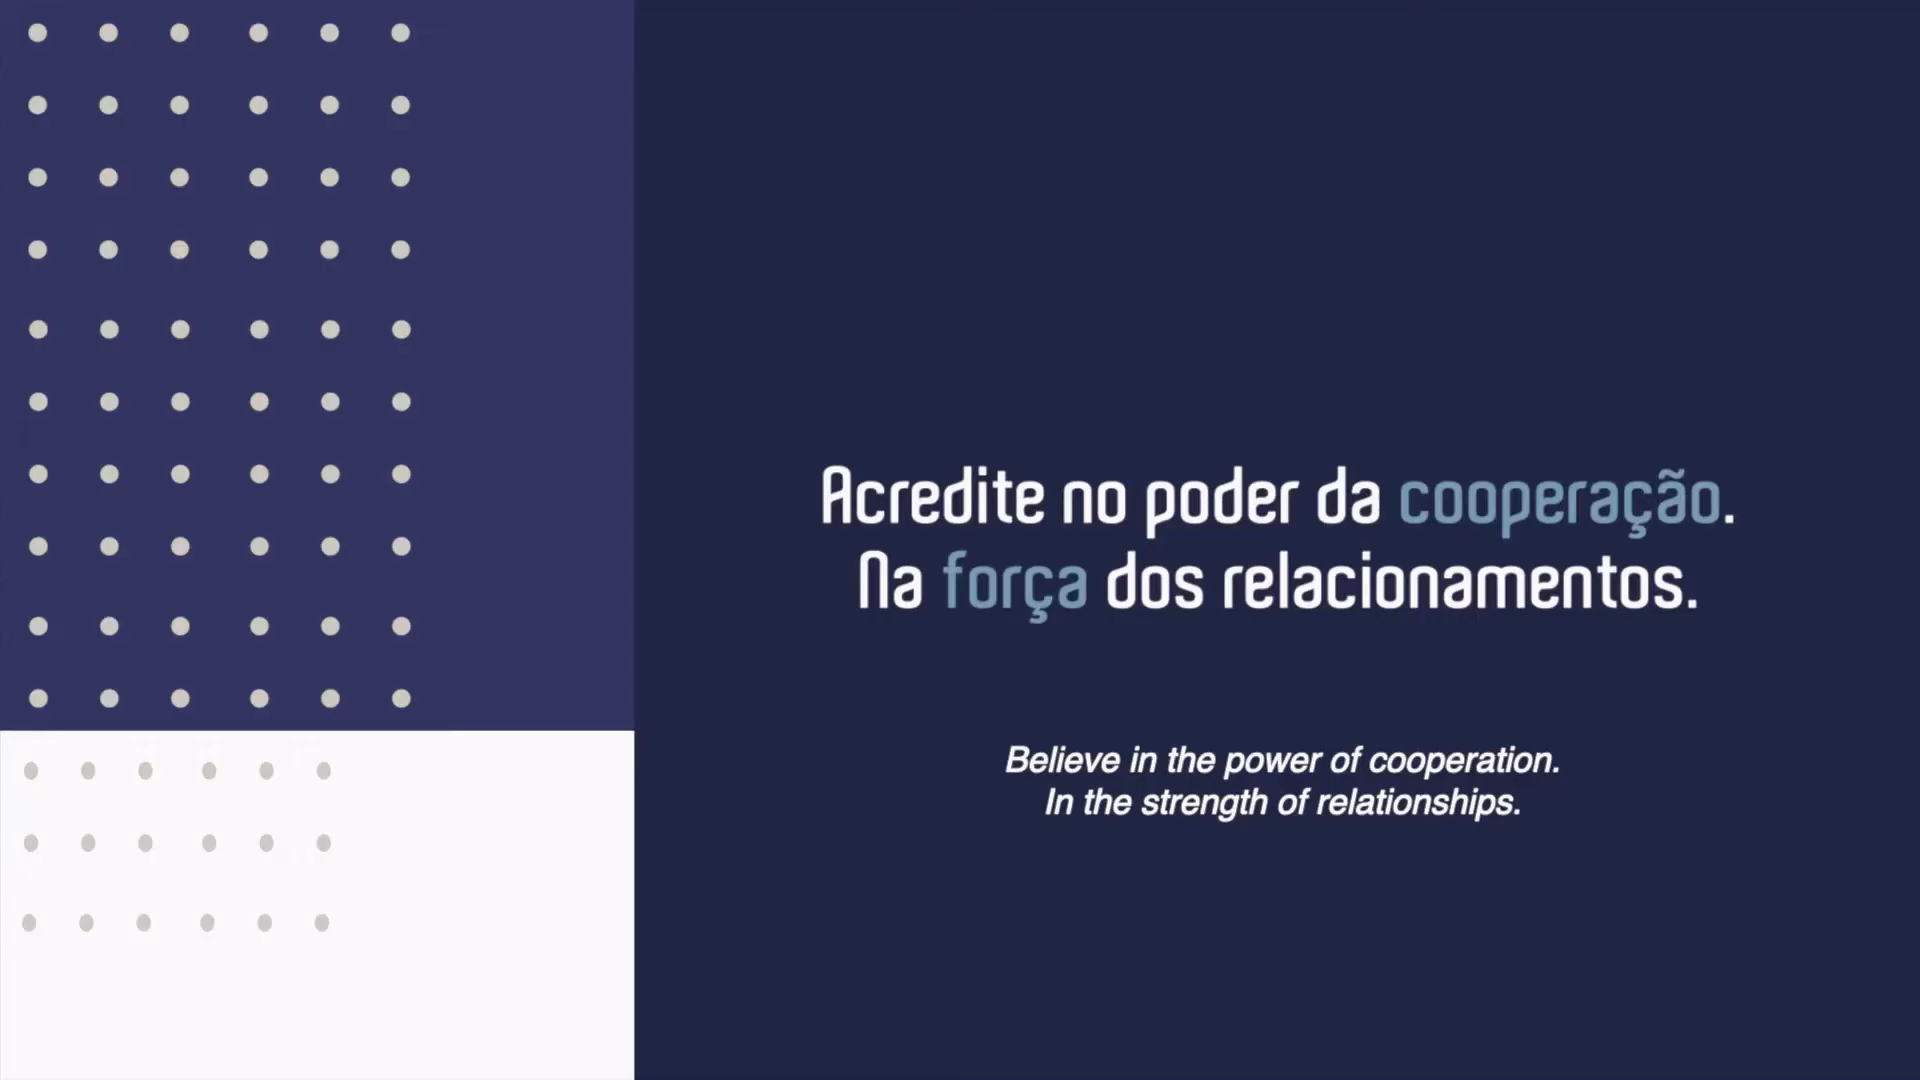 Acredite no poder da cooperação.
Na força dos relacionamentos.
Believe in the power of cooperation.
In the strength of relationships.